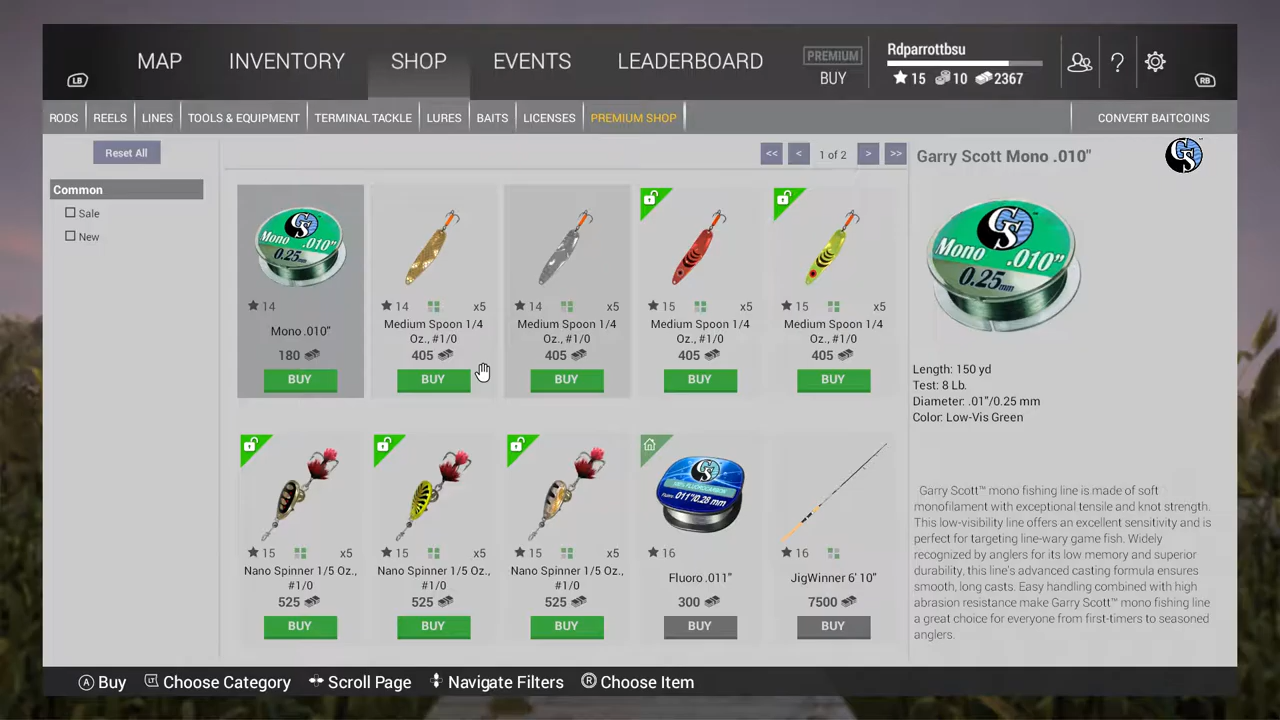 LB
MAP
INVENTORY
SHOP
EVENTS
LEADERBOARD
PREMIUM
BUY
Rdparrottbsu
15 10 2367
?
RB
RODS
REELS
LINES
TOOLS & EQUIPMENT
TERMINAL TACKLE
LURES
BAITS
LICENSES
PREMIUM SHOP
CONVERT BAITCOINS
Reset All
Common
Sale
New
<<
<
1 of 2
>
>>
GS
Mono .010"
0.25mm
14
Mono .010"
180
BUY
14 x5
Medium Spoon 1/4
Oz., #1/0
405
BUY
14 x5
Medium Spoon 1/4
Oz., #1/0
405
BUY
15 x5
Medium Spoon 1/4
Oz., #1/0
405
BUY
15 x5
Medium Spoon 1/4
Oz., #1/0
405
BUY
15 x5
Nano Spinner 1/5 Oz.,
#1/0
525
BUY
15 x5
Nano Spinner 1/5 Oz.,
#1/0
525
BUY
15 x5
Nano Spinner 1/5 Oz.,
#1/0
525
BUY
GS
Fluoro .011"/0.28 mm
16
Fluoro .011"
300
BUY
16
JigWinner 6' 10"
7500
BUY
Garry Scott Mono .010"
GS
GS
Mono .010"
0.25mm
Length: 150 yd
Test: 8 Lb.
Diameter: .01"/0.25 mm
Color: Low-Vis Green
Garry Scott™ mono fishing line is made of soft
monofilament with exceptional tensile and knot strength.
This low-visibility line offers an excellent sensitivity and is
perfect for targeting line-wary game fish. Widely
recognized by anglers for its low memory and superior
durability, this line's advanced casting formula ensures
smooth, long casts. Easy handling combined with high
abrasion resistance make Garry Scott™ mono fishing line
a great choice for everyone from first-timers to seasoned
anglers.
A Buy
LT Choose Category
Scroll Page
Navigate Filters
R Choose Item